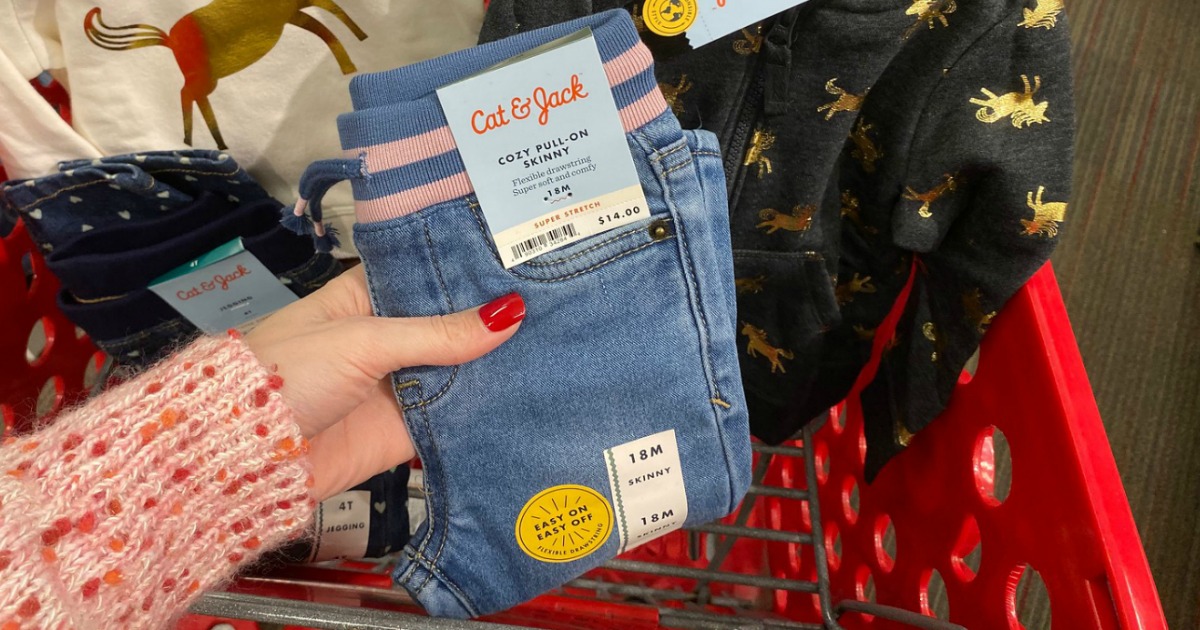 Cat & Jack
COZY PULL-ON
SKINNY
Flexible drawstring
Super soft and comfy
18M
SUPER STRETCH
$14.00
Cat & Jack
JEGGING
4T
4T
JEGGING
EASY ON
EASY OFF
FLEXIBLE DRAWSTRING
18M
SKINNY
18M
SKINNY